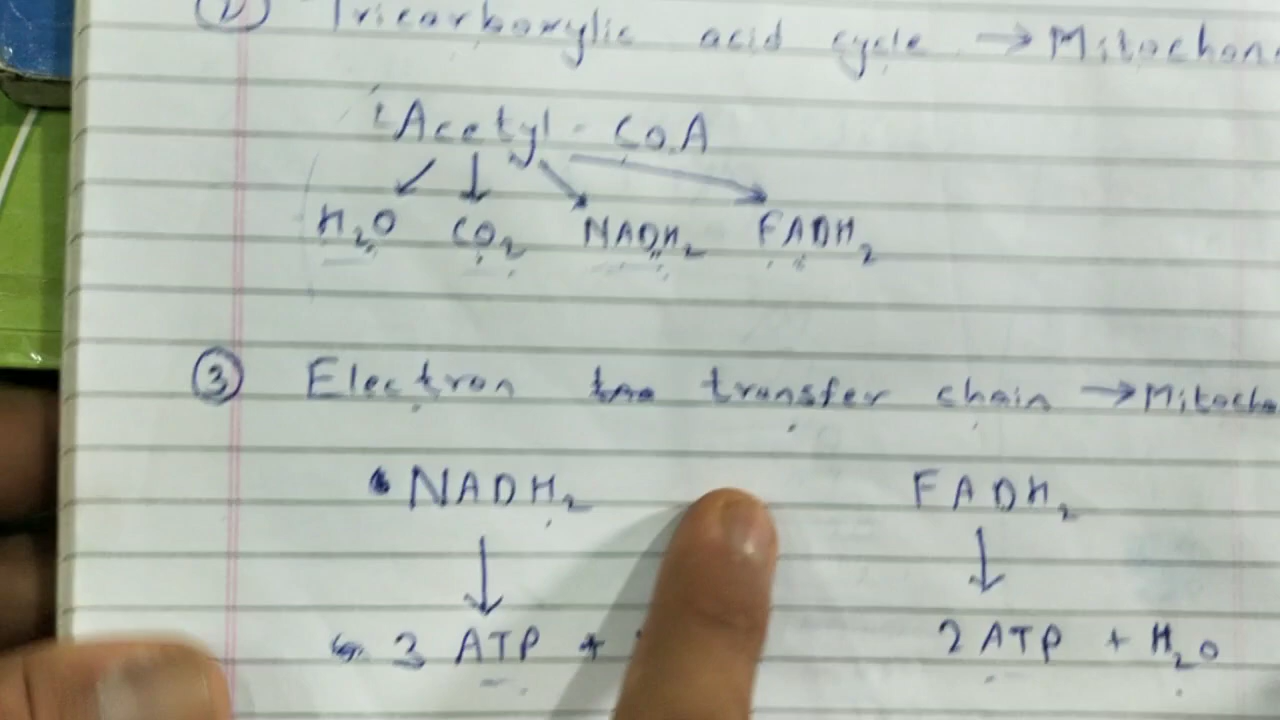 ② Tricarboxylic acid cycle → Mitochon
Acetyl - CoA
H₂O CO₂ NADH₂ FADH₂
③ Electron transfer chain → Mitocho
NADH₂ FADH₂
3 ATP + 2 ATP + H₂O